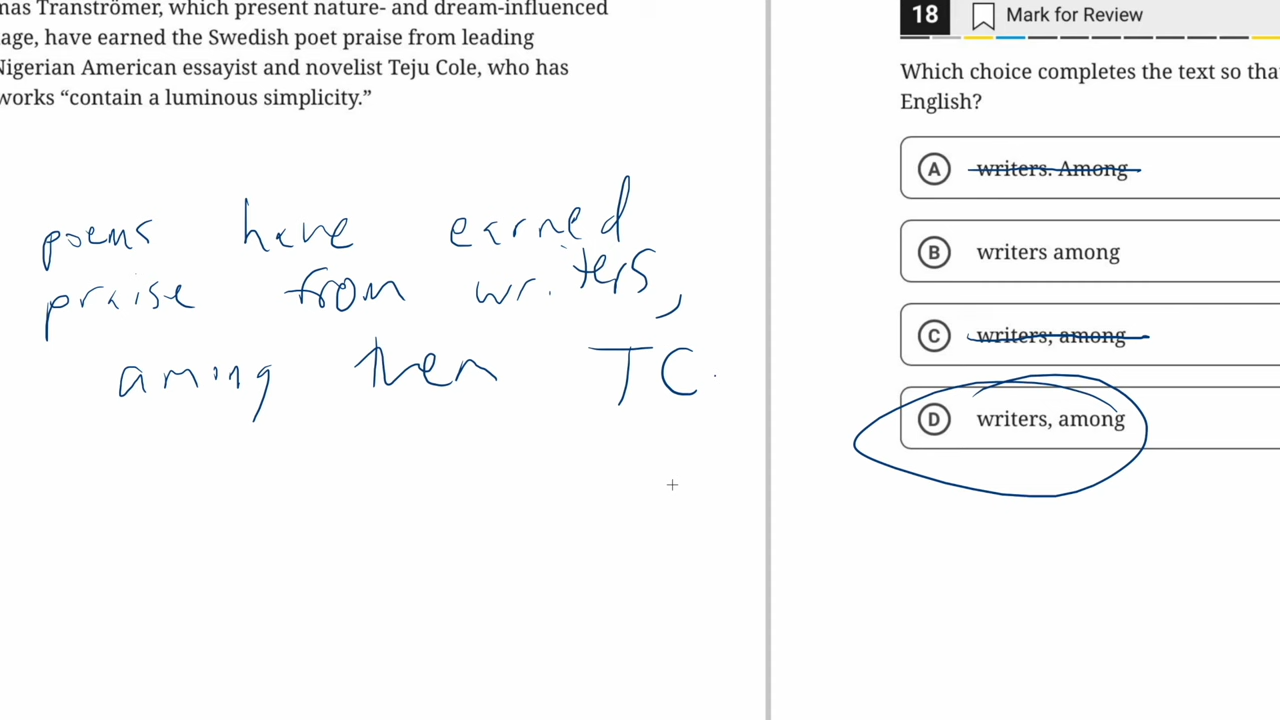 mas Tranströmer, which present nature- and dream-influenced
age, have earned the Swedish poet praise from leading
Nigerian American essayist and novelist Teju Cole, who has
works “contain a luminous simplicity.”
poems have earned
praise from writers,
among them TC
18 Mark for Review
Which choice completes the text so tha
English?
A writers. Among
B writers among
C writers; among
D writers, among